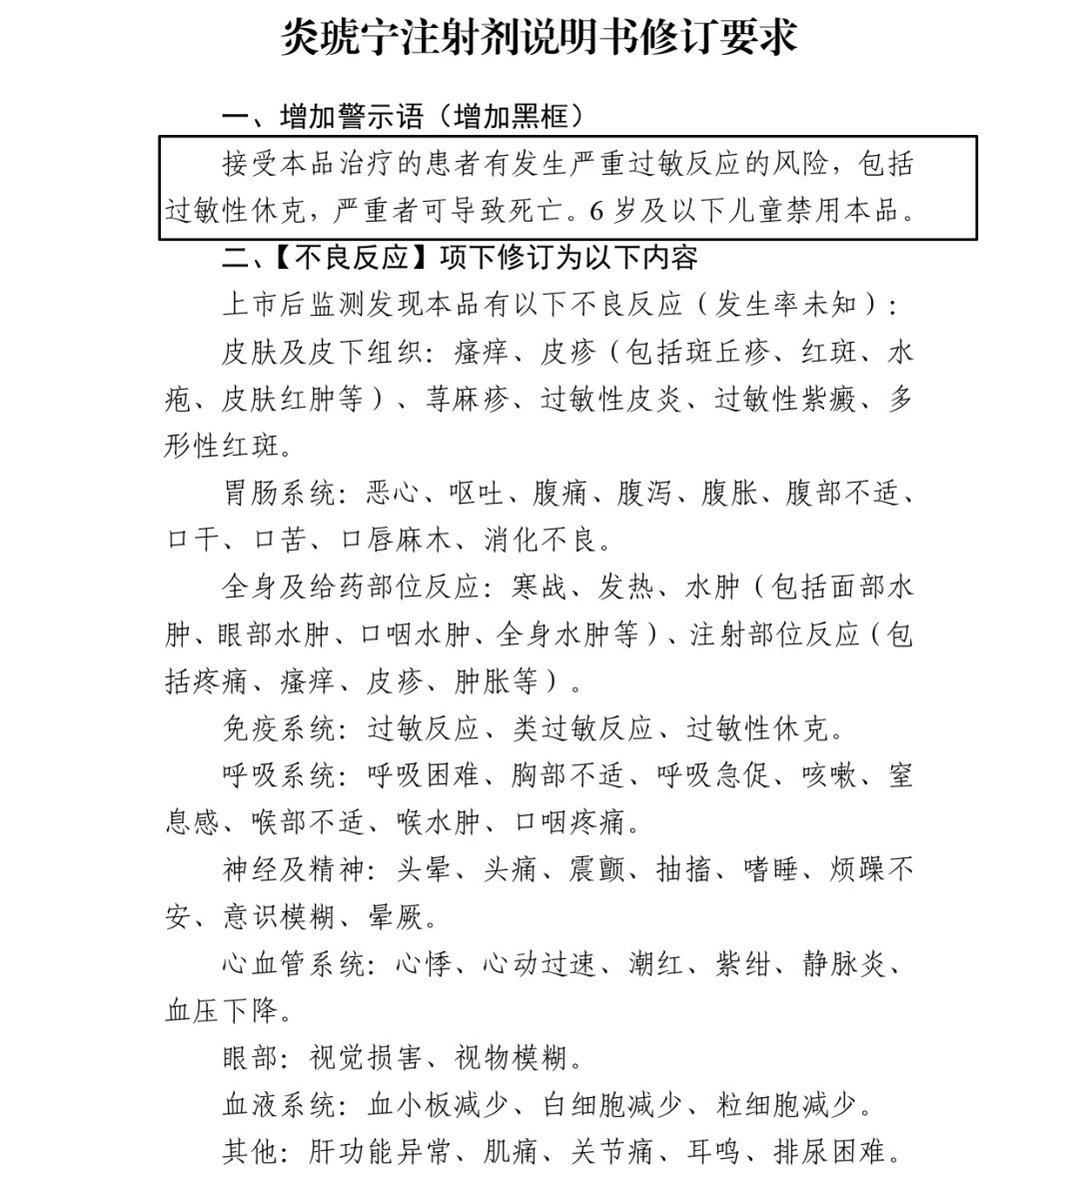 炎琥宁注射剂说明书修订要求
一、增加警示语（增加黑框）
接受本品治疗的患者有发生严重过敏反应的风险，包括
过敏性休克，严重者可导致死亡。6 岁及以下儿童禁用本品。
二、【不良反应】项下修订为以下内容
上市后监测发现本品有以下不良反应（发生率未知）：
皮肤及皮下组织：瘙痒、皮疹（包括斑丘疹、红斑、水
疱、皮肤红肿等）、荨麻疹、过敏性皮炎、过敏性紫癜、多
形性红斑。
胃肠系统：恶心、呕吐、腹痛、腹泻、腹胀、腹部不适、
口干、口苦、口唇麻木、消化不良。
全身及给药部位反应：寒战、发热、水肿（包括面部水
肿、眼部水肿、口咽水肿、全身水肿等）、注射部位反应（包
括疼痛、瘙痒、皮疹、肿胀等）。
免疫系统：过敏反应、类过敏反应、过敏性休克。
呼吸系统：呼吸困难、胸部不适、呼吸急促、咳嗽、窒
息感、喉部不适、喉水肿、口咽疼痛。
神经及精神：头晕、头痛、震颤、抽搐、嗜睡、烦躁不
安、意识模糊、晕厥。
心血管系统：心悸、心动过速、潮红、紫绀、静脉炎、
血压下降。
眼部：视觉损害、视物模糊。
血液系统：血小板减少、白细胞减少、粒细胞减少。
其他：肝功能异常、肌痛、关节痛、耳鸣、排尿困难。